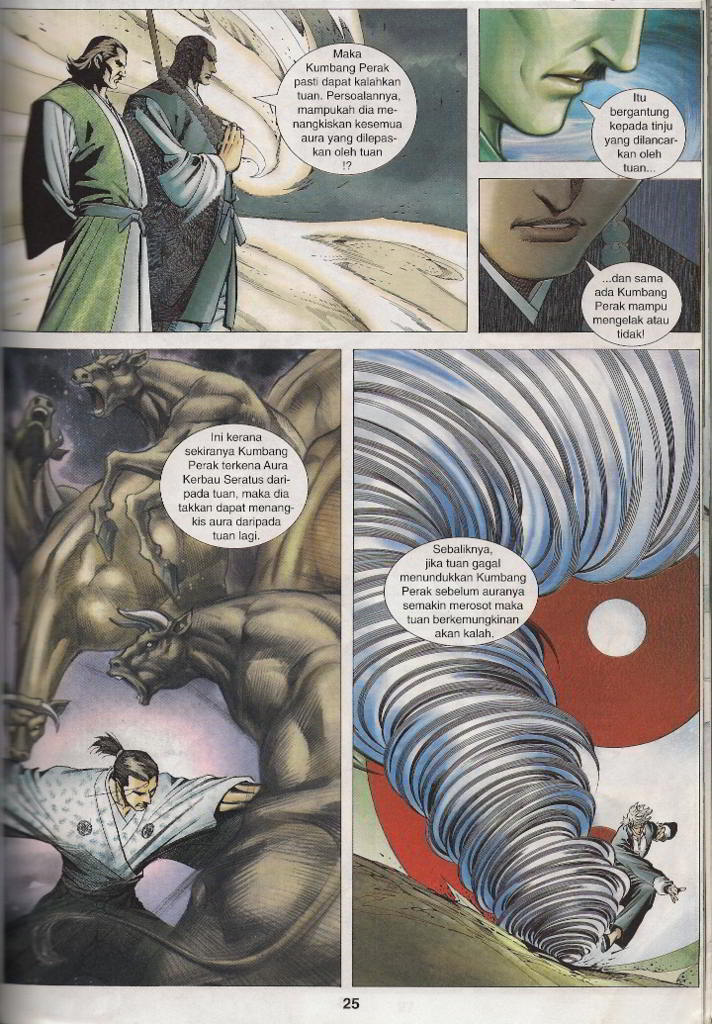 Maka
Kumbang Perak
pasti dapat kalahkan
tuan. Persoalannya,
mampukah dia me-
nangkiskan kesemua
aura yang dilepas-
kan oleh tuan
!?
Itu
bergantung
kepada tinju
yang dilancar-
kan oleh
tuan...
...dan sama
ada Kumbang
Perak mampu
mengelak atau
tidak!
Ini kerana
sekiranya Kumbang
Perak terkena Aura
Kerbau Seratus dari-
pada tuan, maka dia
takkan dapat menang-
kis aura daripada
tuan lagi.
Sebaliknya,
jika tuan gagal
menundukkan Kumbang
Perak sebelum auranya
semakin merosot maka
tuan berkemungkinan
akan kalah.
25